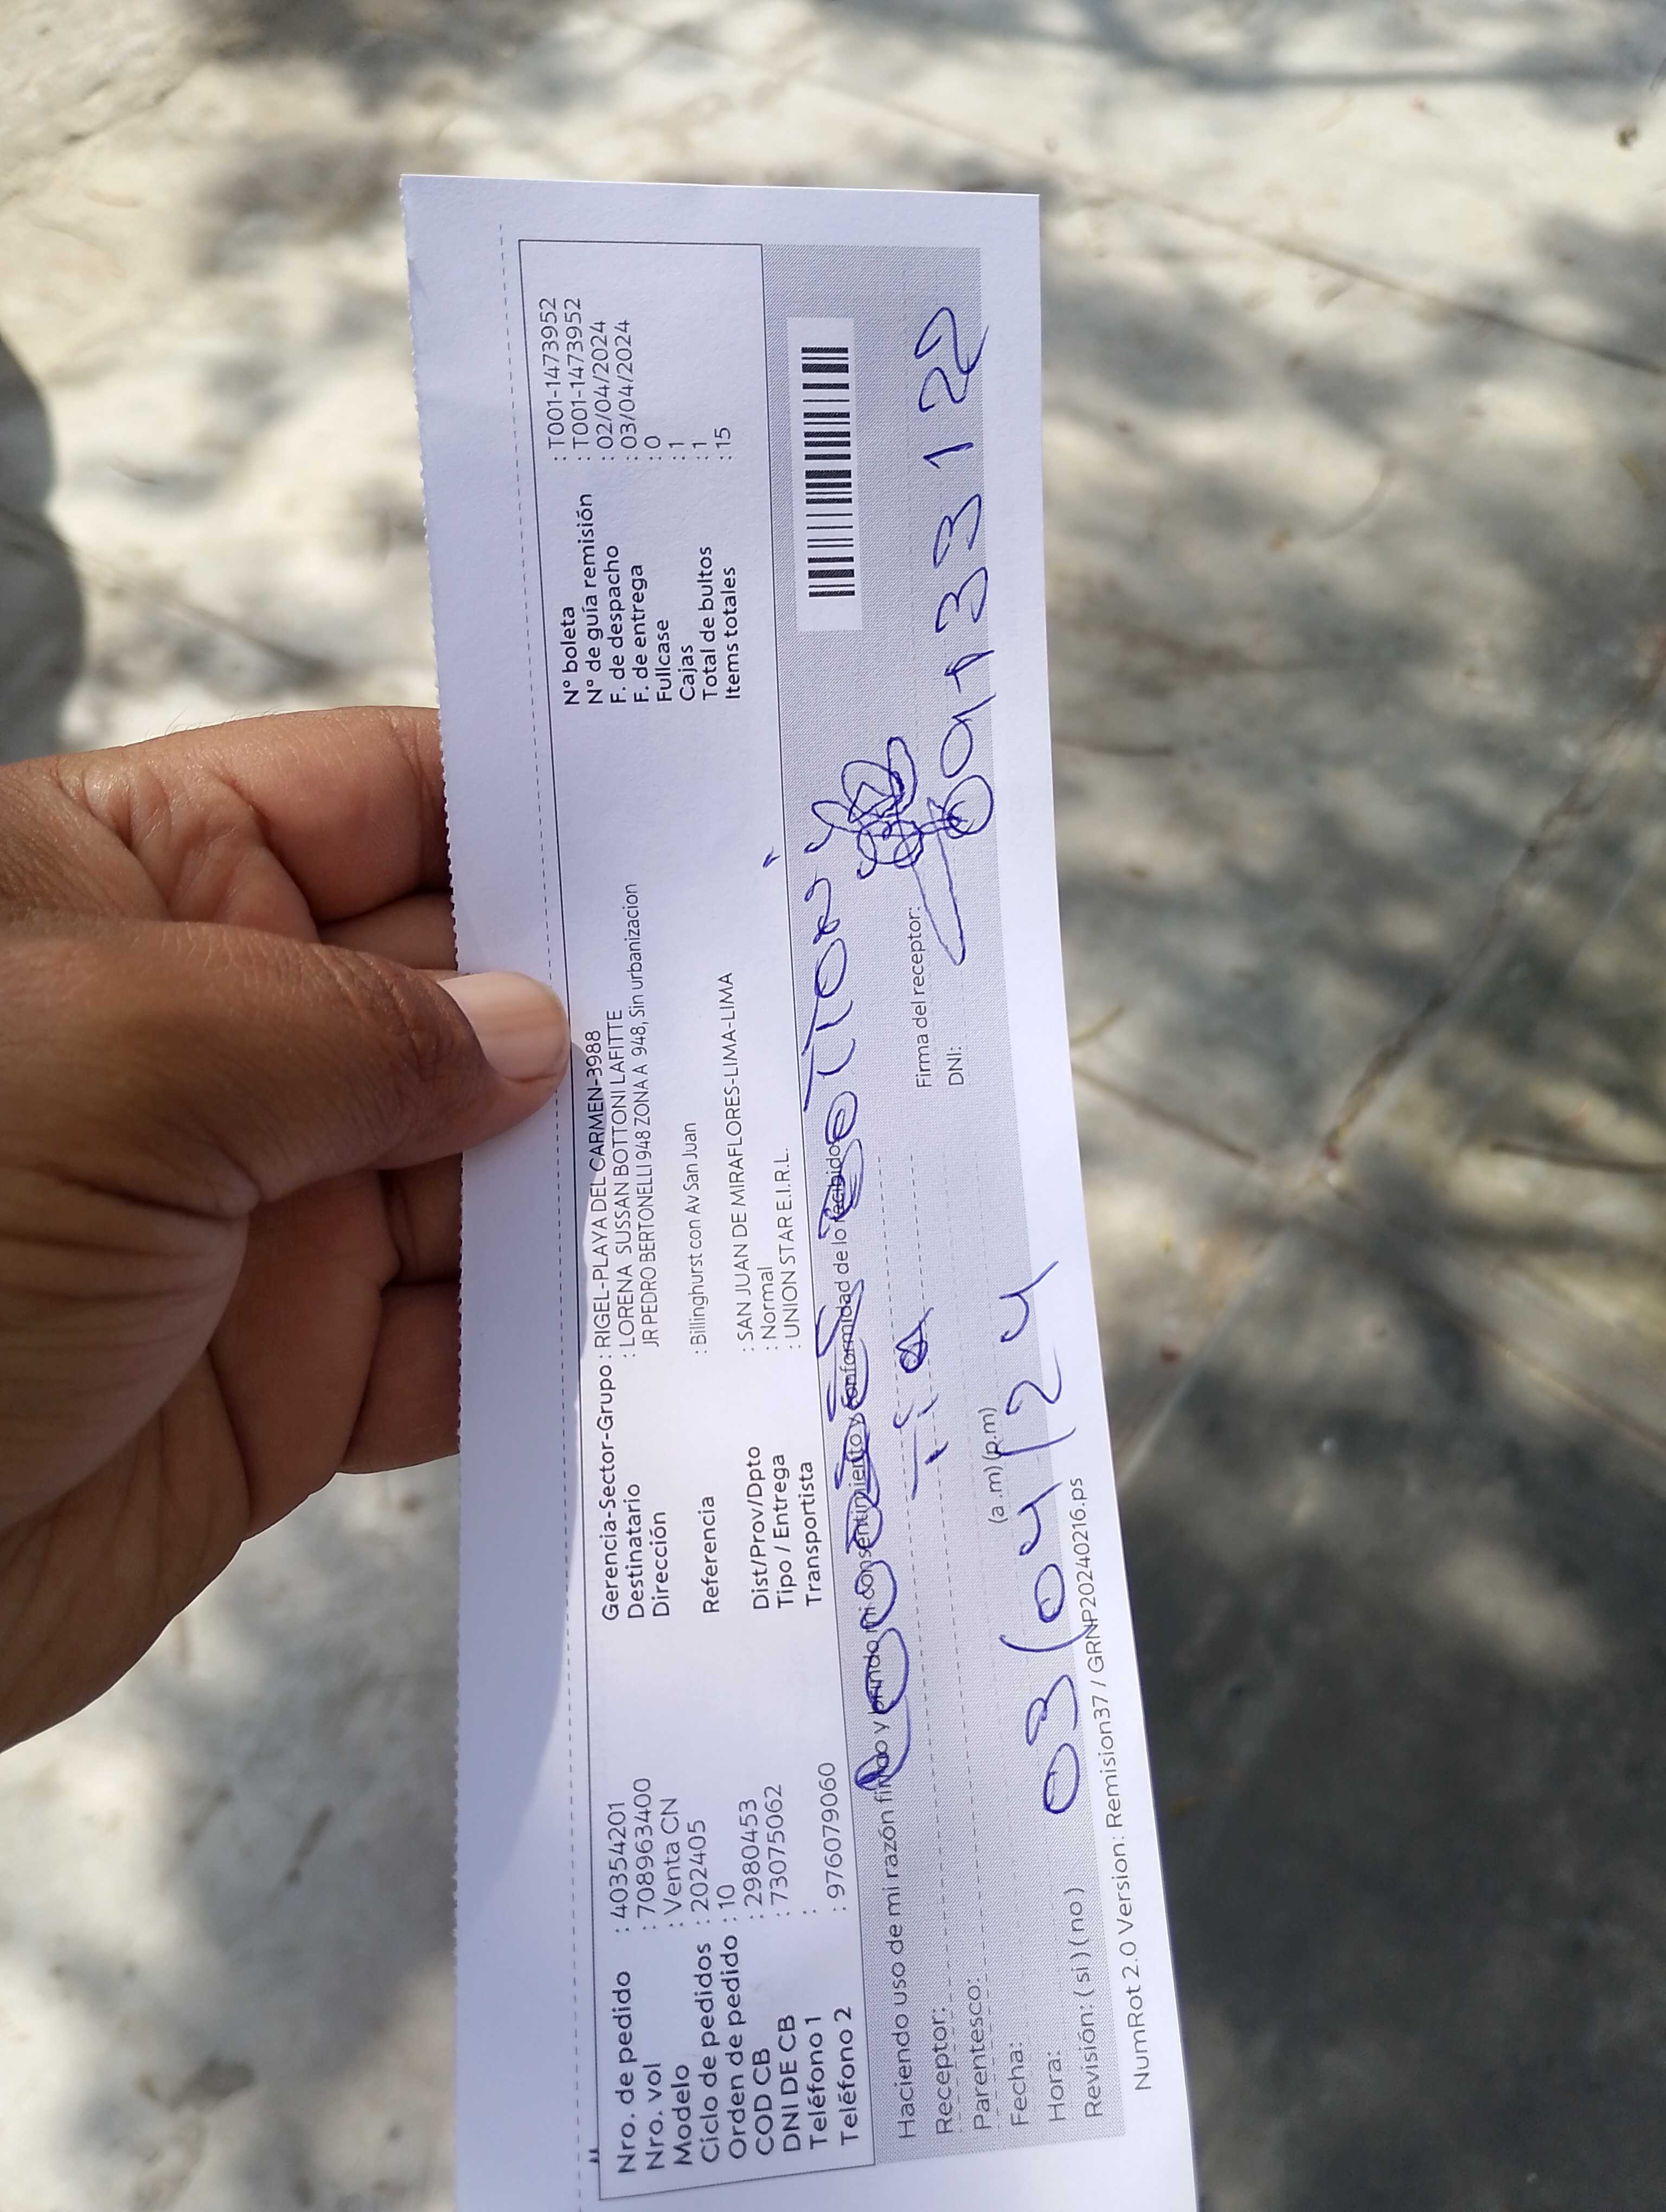 Nro. de pedido : 40354201
Nro. vol : 708963400
Modelo : Venta CN
Ciclo de pedidos : 202405
Orden de pedido : 10
COD CB : 2980453
DNI DE CB : 73075062
Teléfono 1 :
Teléfono 2 : 976079060
Gerencia-Sector-Grupo : RIGEL-PLAYA DEL CARMEN-3988
Destinatario : LORENA SUSSAN BOTTONI LAFITTE
Dirección JR PEDRO BERTONELLI 948 ZONA A 948, Sin urbanizacion
Referencia : Billinghurst con Av San Juan
Dist/Prov/Dpto : SAN JUAN DE MIRAFLORES-LIMA-LIMA
Tipo / Entrega : Normal
Transportista : UNION STAR E.I.R.L.
N° boleta : T001-1473952
N° de guía remisión : T001-1473952
F. de despacho : 02/04/2024
F. de entrega : 03/04/2024
Fullcase : 0
Cajas : 1
Total de bultos : 1
Items totales : 15
Haciendo uso de mi razón firmo y brindo mi consentimiento y conformidad de lo recibido
Receptor: Bottoni
Parentesco: Tia
Fecha: 03/04/24
Hora: (a.m) (p.m)
Revisión: ( si ) ( no )
Firma del receptor:
DNI:
NumRot 2.0 Version: Remision37 / GRNP20240216.ps